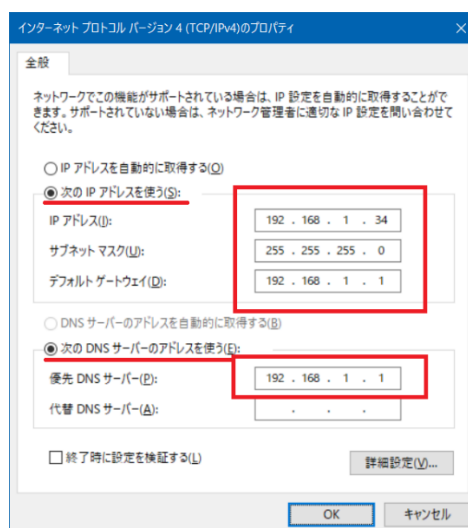 インターネット プロトコル バージョン 4 (TCP/IPv4)のプロパティ
全般
ネットワークでこの機能がサポートされている場合は、IP 設定を自動的に取得することがで
きます。サポートされていない場合は、ネットワーク管理者に適切な IP 設定を問い合わせて
ください。
IP アドレスを自動的に取得する(O)
次の IP アドレスを使う(S):
IP アドレス(I): 192 . 168 . 1 . 34
サブネット マスク(U): 255 . 255 . 255 . 0
デフォルト ゲートウェイ(D): 192 . 168 . 1 . 1
DNS サーバーのアドレスを自動的に取得する(B)
次の DNS サーバーのアドレスを使う(E):
優先 DNS サーバー(P): 192 . 168 . 1 . 1
代替 DNS サーバー(A): . . .
終了時に設定を検証する(L)
詳細設定(V)...
OK キャンセル